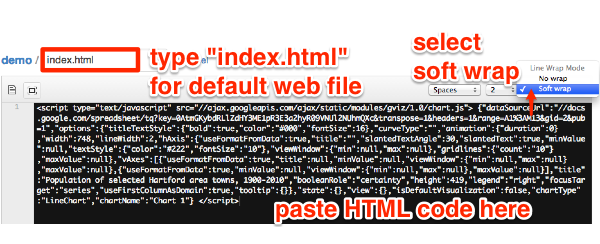 demo / index.html
type "index.html"
for default web file
select
soft wrap
Line Wrap Mode
No wrap
✓ Soft wrap
Spaces
2
1
<script type="text/javascript" src="//ajax.googleapis.com/ajax/static/modules/gviz/1.0/chart.js"> {"dataSourceUrl":"//docs
.google.com/spreadsheet/tq?key=0AtmGKybdRLlZdHY3ME1pR3E3a2hyR09VNUlZNUhmQXc&transpose=1&headers=1&range=A1%3AM13&gid=2&pub
=1","options":{"titleTextStyle":{"bold":true,"color":"#000","fontSize":16},"curveType":"","animation":{"duration":0}
,"width":748,"lineWidth":2,"hAxis":{"useFormatFromData":true,"title":"","slantedTextAngle":30,"slantedText":true,"minValue"
:null,"textStyle":{"color":"#222","fontSize":"10"},"viewWindow":{"min":null,"max":null},"gridlines":{"count":"10"}
,"maxValue":null},"vAxes":[{"useFormatFromData":true,"title":null,"minValue":null,"viewWindow":{"min":null,"max":null}
,"maxValue":null},{"useFormatFromData":true,"minValue":null,"viewWindow":{"min":null,"max":null},"maxValue":null}],"title":
"Population of selected Hartford area towns, 1900-2010","booleanRole":"certainty","height":419,"legend":"right","focusTar
get":"series","useFirstColumnAsDomain":true,"tooltip":{}},"state":{},"view":{},"isDefaultVisualization":false,"chartType"
:"LineChart","chartName":"Chart 1"} </script>
paste HTML code here